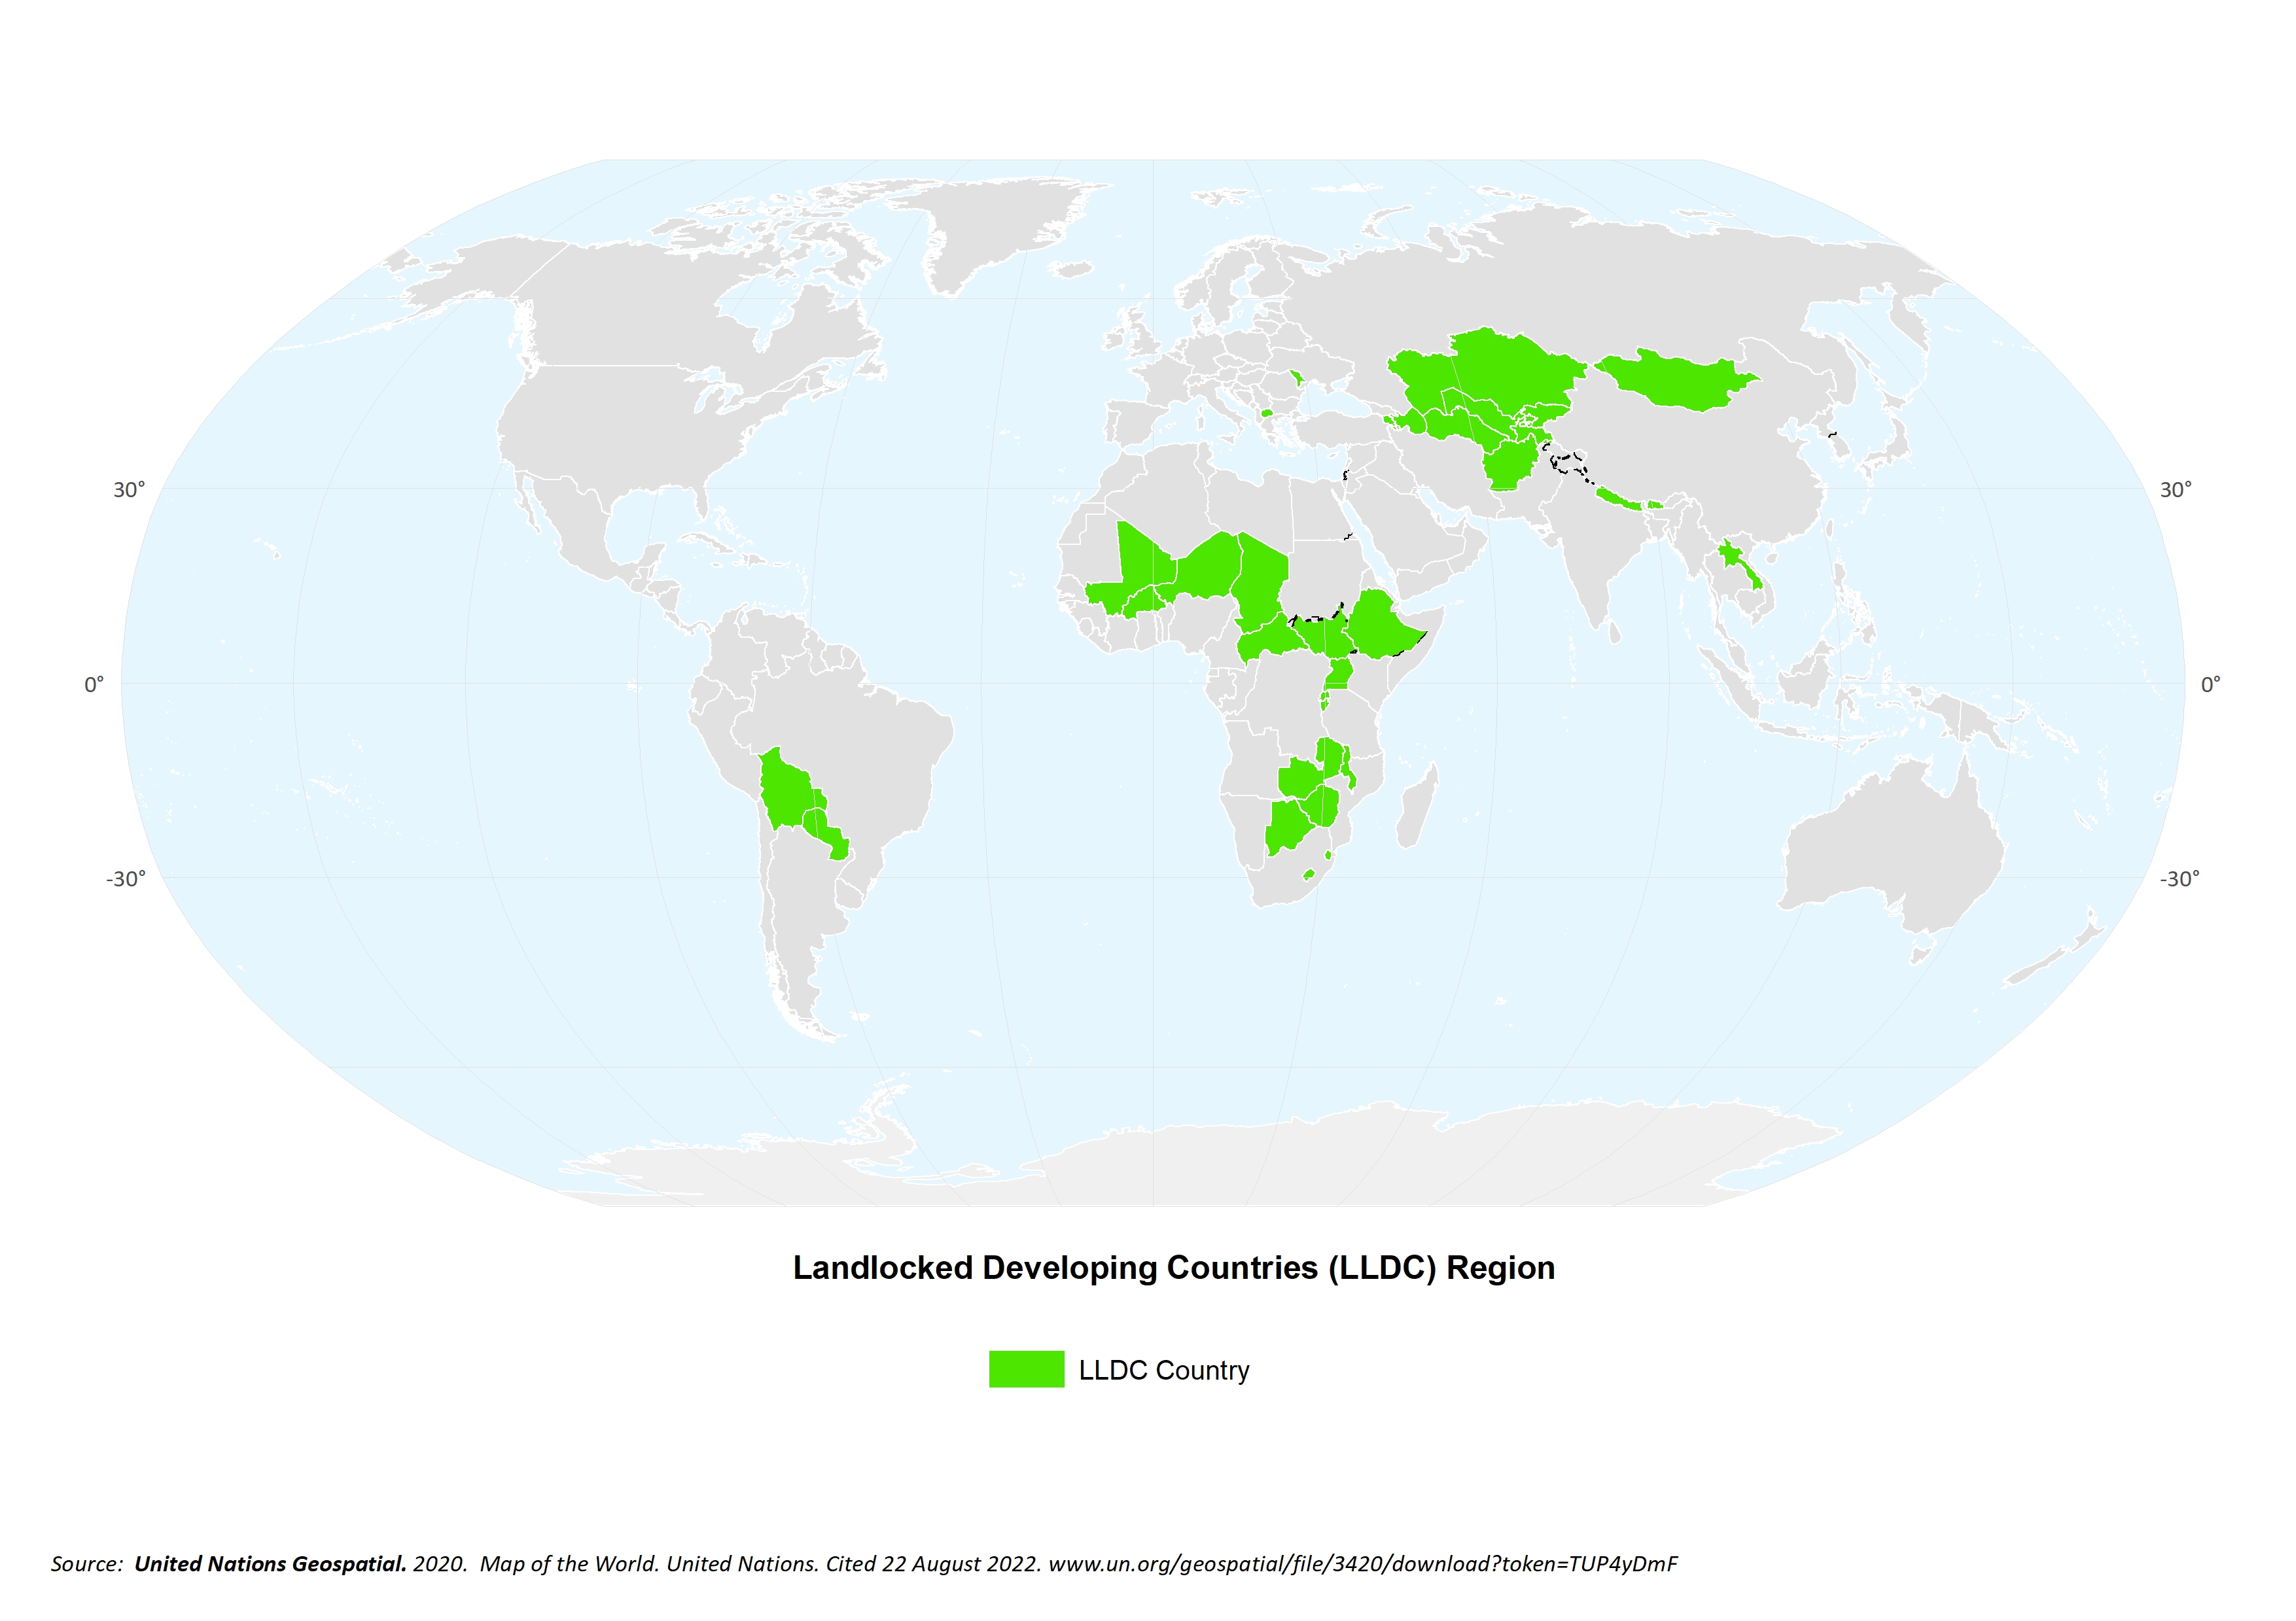 30°
30°
0°
0°
-30°
-30°
Landlocked Developing Countries (LLDC) Region
LLDC Country
Source: United Nations Geospatial. 2020. Map of the World. United Nations. Cited 22 August 2022. www.un.org/geospatial/file/3420/download?token=TUP4yDmF